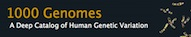 1000 Genomes
A Deep Catalog of Human Genetic Variation